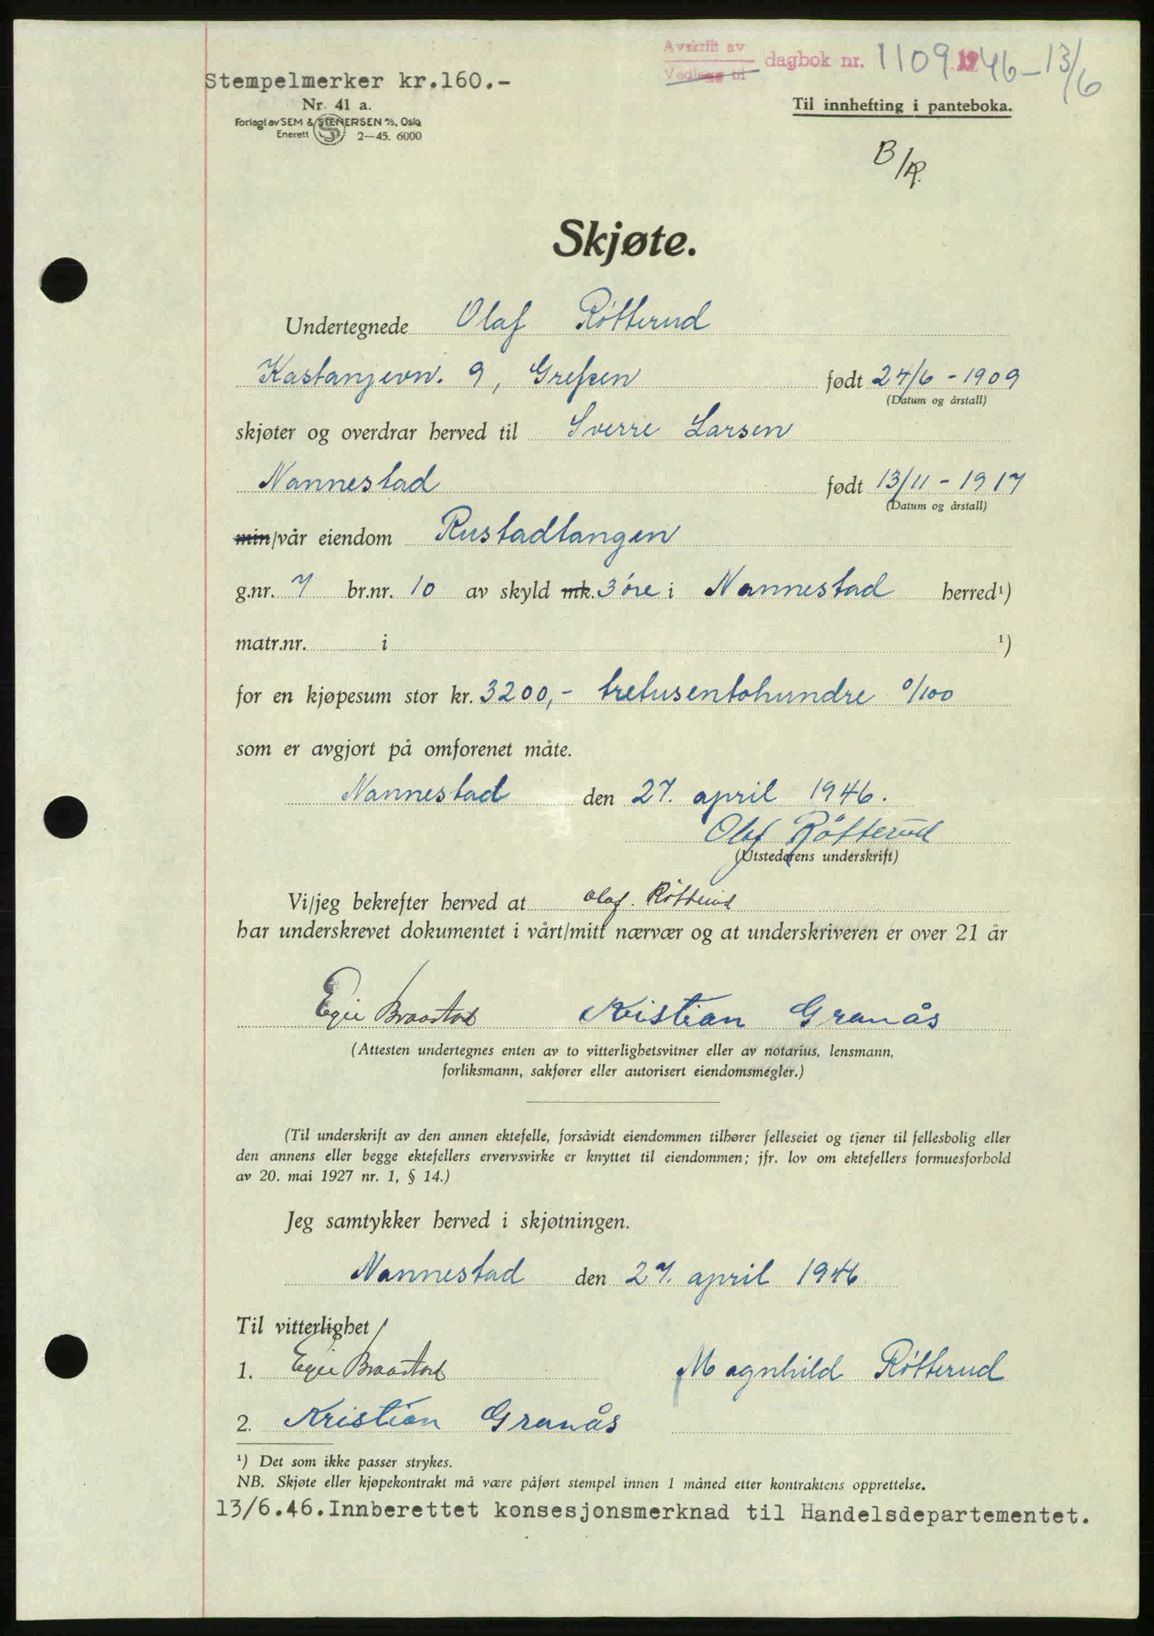 Avskrift av
Vedlegg til
dagbok nr. 1109 1946-13/6
Stempelmerker kr.160.-
Nr. 41 a.
Forlagt av SEM & STENERSEN A/S, Oslo
Enerett 2—45. 6000
Til innhefting i panteboka.
B/
Skjøte.
Undertegnede Olaf Røtterud
Kastanjevn. 9, Grefsen født 24/6 - 1909
(Datum og årstall)
skjøter og overdrar herved til Sverre Larsen
Nannestad født 13/11 - 1917
(Datum og årstall)
min/vår eiendom Rustadtangen
g.nr. 7 br.nr. 10 av skyld mk. 3 øre i Nannestad herred¹)
matr.nr. i ¹)
for en kjøpesum stor kr. 3200,- tretusentohundre 0/100
som er avgjort på omforenet måte.
Nannestad den 27. april 1946.
Olaf Røtterud
(Utstederens underskrift)
Vi/jeg bekrefter herved at Olaf. Røtterud
har underskrevet dokumentet i vårt/mitt nærvær og at underskriveren er over 21 år
Braastad Kristian Granås
(Attesten undertegnes enten av to vitterlighetsvitner eller av notarius, lensmann,
forliksmann, sakfører eller autorisert eiendomsmegler.)
(Til underskrift av den annen ektefelle, forsåvidt eiendommen tilhører felleseiet og tjener til fellesbolig eller
den annens eller begge ektefellers ervervsvirke er knyttet til eiendommen; jfr. lov om ektefellers formuesforhold
av 20. mai 1927 nr. 1, § 14.)
Jeg samtykker herved i skjøtningen.
Nannestad den 27. april 1946
Til vitterlighet
1. Braastad Magnhild Røtterud
2. Kristian Granås
¹) Det som ikke passer strykes.
NB. Skjøte eller kjøpekontrakt må være påført stempel innen 1 måned etter kontraktens opprettelse.
13/6.46.Innberettet konsesjonsmerknad til Handelsdepartementet.